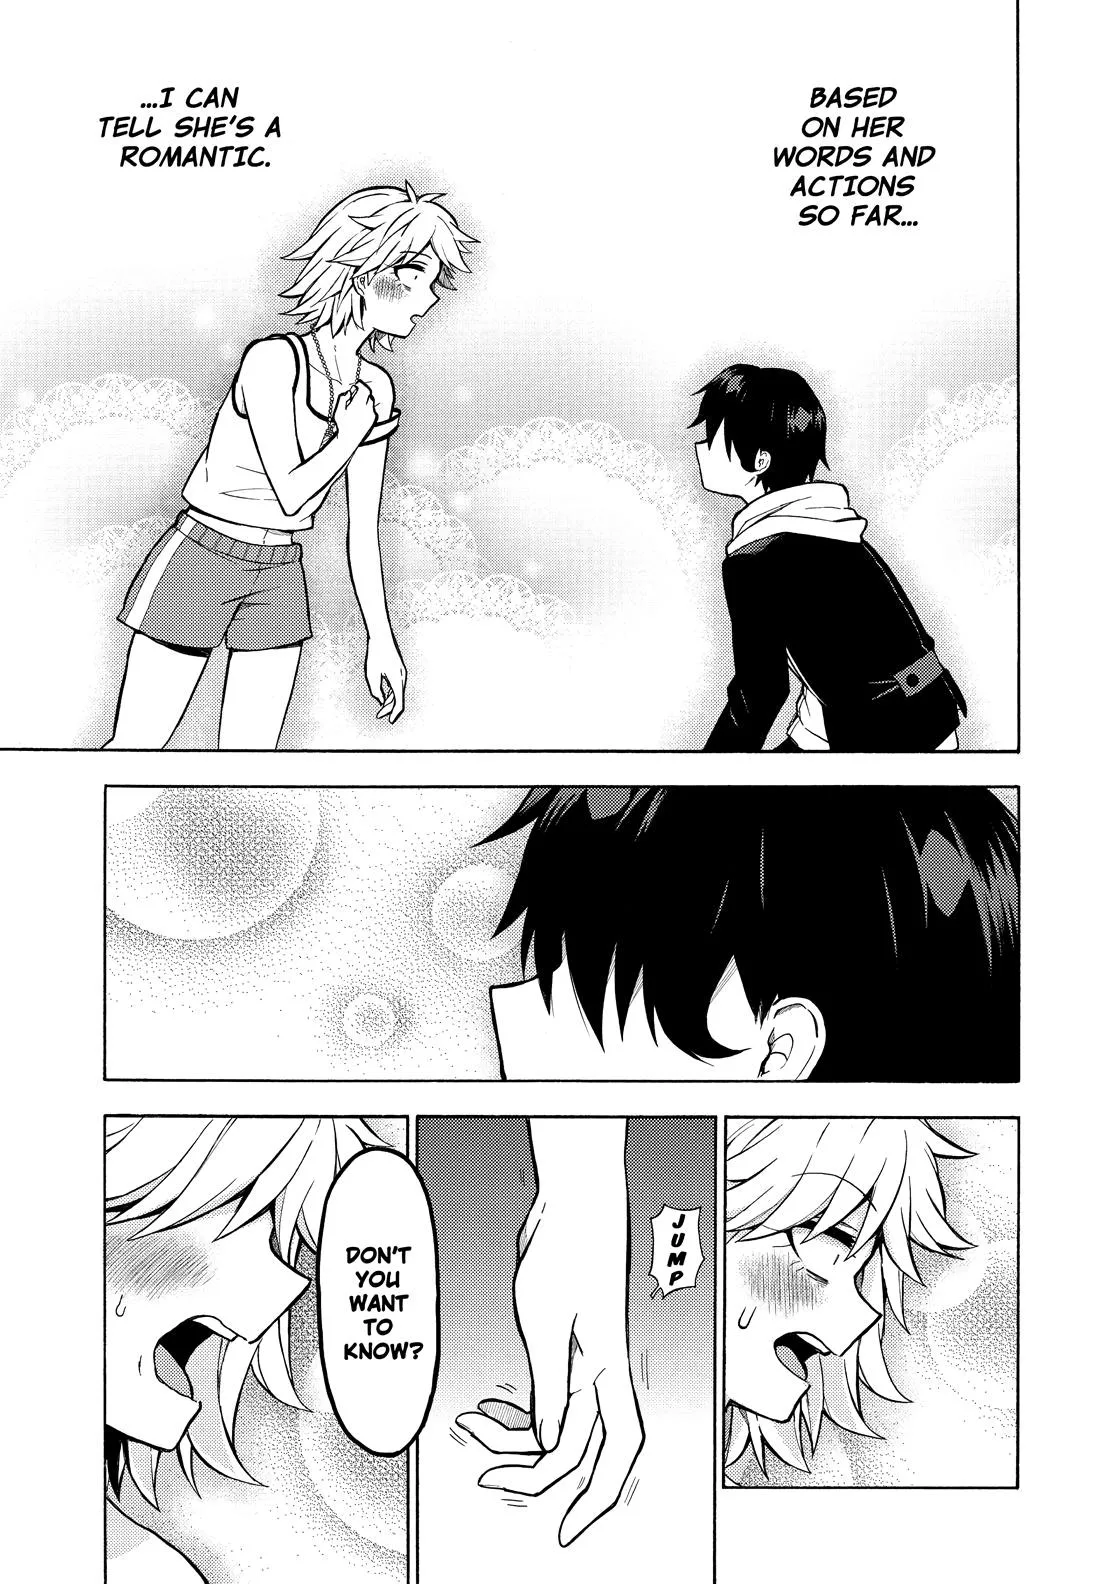 BASED
ON HER
WORDS AND
ACTIONS
SO FAR...
...I CAN
TELL SHE'S A
ROMANTIC.
JUMP
DON'T
YOU
WANT
TO
KNOW?